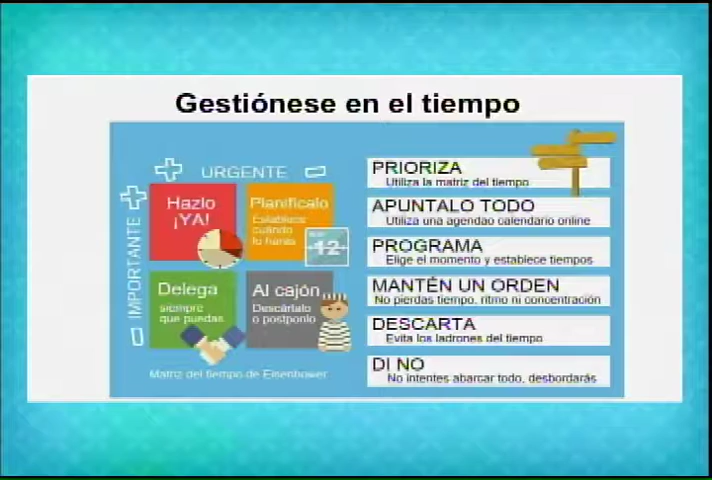 Gestiónese en el tiempo
URGENTE
IMPORTANTE
Hazlo
¡YA!
Planifícalo
Establece
cuándo
lo harás
12
Delega
siempre
que puedas
Al cajón
Descártalo
o postponlo
Matriz del tiempo de Eisenhower
PRIORIZA
Utiliza la matriz del tiempo
APUNTALO TODO
Utiliza una agendao calendario online
PROGRAMA
Elige el momento y establece tiempos
MANTÉN UN ORDEN
No pierdas tiempo, ritmo ni concentración
DESCARTA
Evita los ladrones del tiempo
DI NO
No intentes abarcar todo, desbordarás